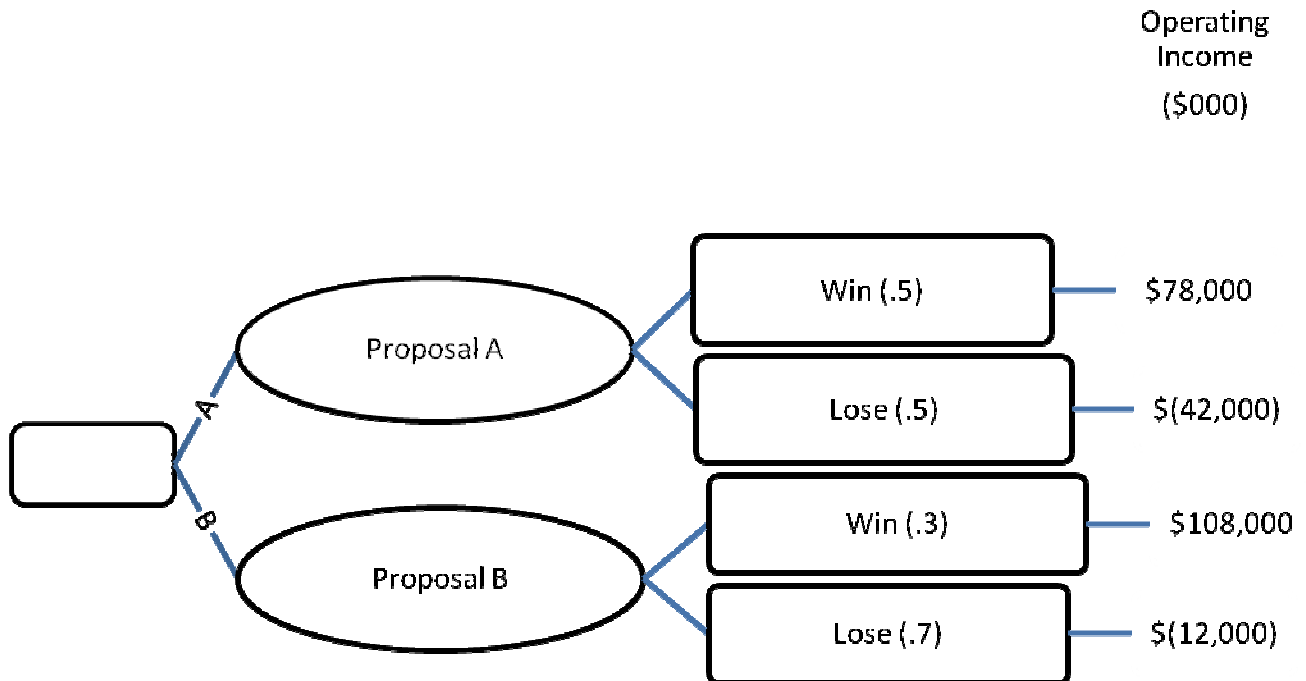 Operating
Income
($000)
Win (.5)
$78,000
Proposal A
A
Lose (.5)
$(42,000)
B
Win (.3)
$108,000
Proposal B
Lose (.7)
$(12,000)